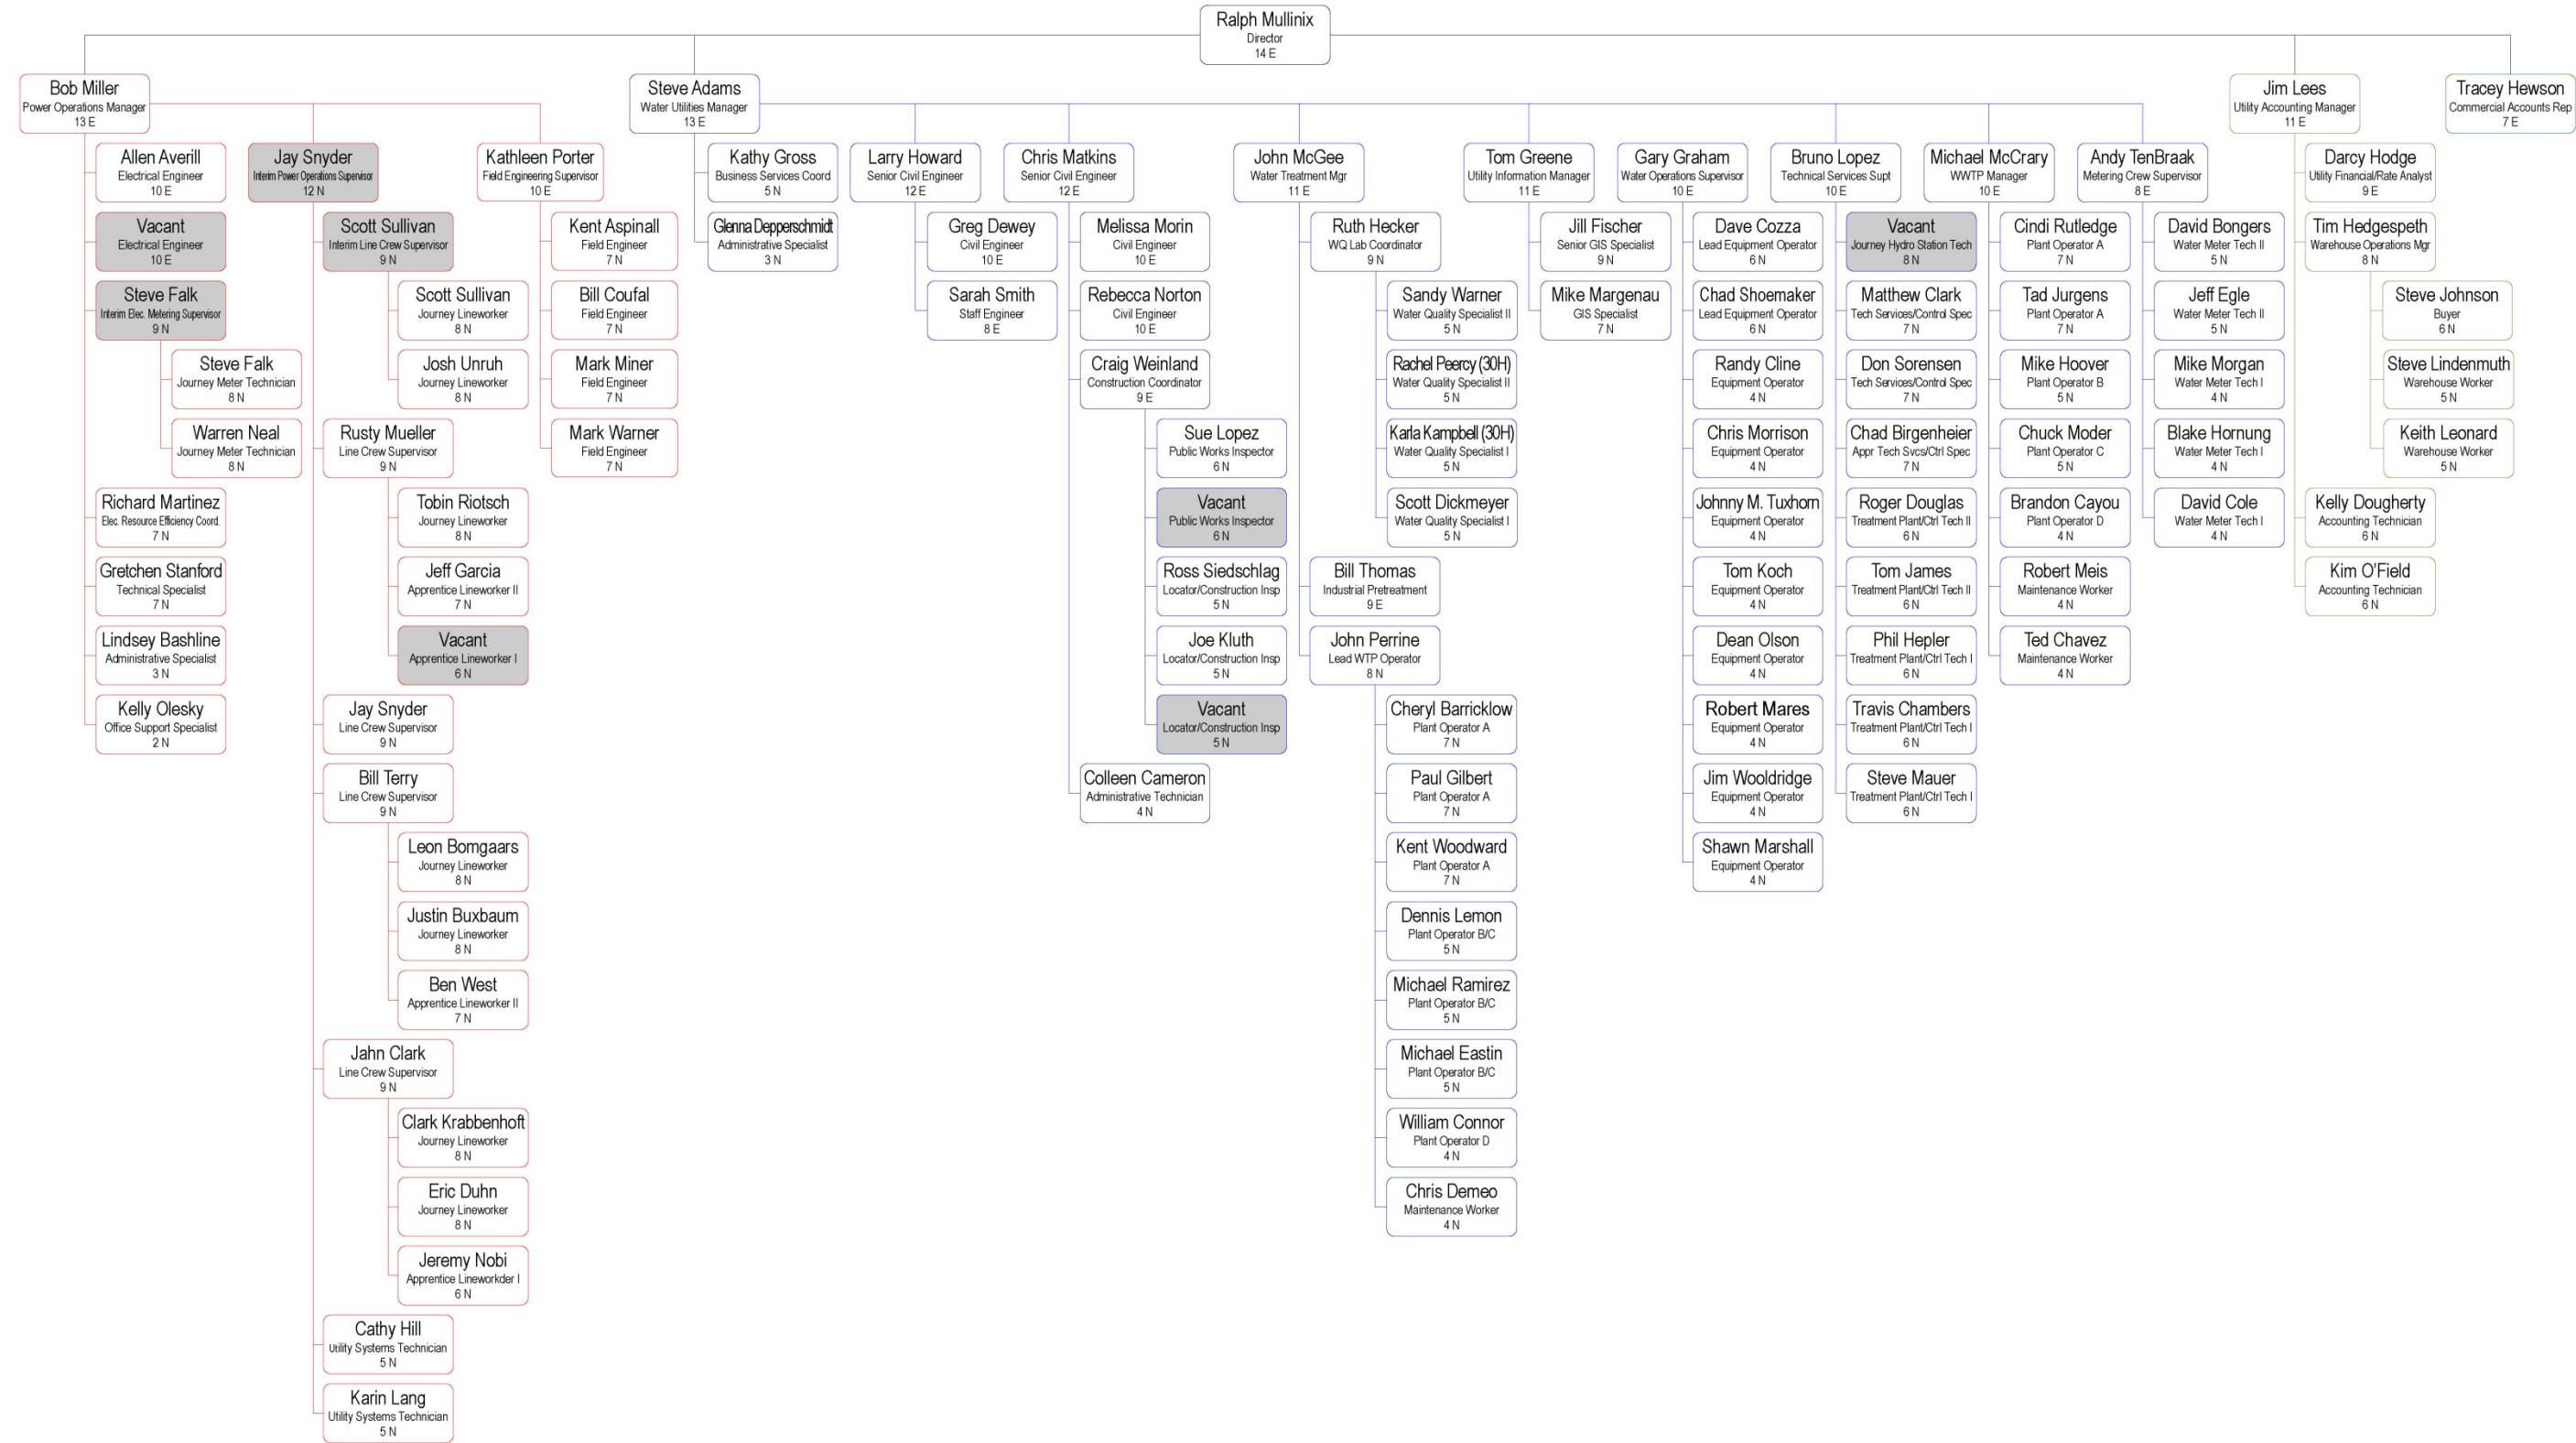 Ralph Mullinix
Director
14 E
Bob Miller
Power Operations Manager
13 E
Allen Averill
Electrical Engineer
10 E
Vacant
Electrical Engineer
10 E
Steve Falk
Interim Elec. Metering Supervisor
9 N
Steve Falk
Journey Meter Technician
8 N
Warren Neal
Journey Meter Technician
8 N
Richard Martinez
Elec. Resource Efficiency Coord.
7 N
Gretchen Stanford
Technical Specialist
7 N
Lindsey Bashline
Administrative Specialist
3 N
Kelly Olesky
Office Support Specialist
2 N
Jay Snyder
Interim Power Operations Supervisor
12 N
Scott Sullivan
Interim Line Crew Supervisor
9 N
Scott Sullivan
Journey Lineworker
8 N
Josh Unruh
Journey Lineworker
8 N
Rusty Mueller
Line Crew Supervisor
9 N
Tobin Riotsch
Journey Lineworker
8 N
Jeff Garcia
Apprentice Lineworker II
7 N
Vacant
Apprentice Lineworker I
6 N
Jay Snyder
Line Crew Supervisor
9 N
Bill Terry
Line Crew Supervisor
9 N
Leon Bomgaars
Journey Lineworker
8 N
Justin Buxbaum
Journey Lineworker
8 N
Ben West
Apprentice Lineworker II
7 N
Jahn Clark
Line Crew Supervisor
9 N
Clark Krabbenhoft
Journey Lineworker
8 N
Eric Duhn
Journey Lineworker
8 N
Jeremy Nobi
Apprentice Lineworkder I
6 N
Cathy Hill
Utility Systems Technician
5 N
Karin Lang
Utility Systems Technician
5 N
Kathleen Porter
Field Engineering Supervisor
10 E
Kent Aspinall
Field Engineer
7 N
Bill Coufal
Field Engineer
7 N
Mark Miner
Field Engineer
7 N
Mark Warner
Field Engineer
7 N
Steve Adams
Water Utilities Manager
13 E
Kathy Gross
Business Services Coord
5 N
Glenna Depperschmidt
Administrative Specialist
3 N
Larry Howard
Senior Civil Engineer
12 E
Greg Dewey
Civil Engineer
10 E
Sarah Smith
Staff Engineer
8 E
Chris Matkins
Senior Civil Engineer
12 E
Melissa Morin
Civil Engineer
10 E
Rebecca Norton
Civil Engineer
10 E
Craig Weinland
Construction Coordinator
9 E
Sue Lopez
Public Works Inspector
6 N
Vacant
Public Works Inspector
6 N
Ross Siedschlag
Locator/Construction Insp
5 N
Joe Kluth
Locator/Construction Insp
5 N
Vacant
Locator/Construction Insp
5 N
Colleen Cameron
Administrative Technician
4 N
John McGee
Water Treatment Mgr
11 E
Ruth Hecker
WQ Lab Coordinator
9 N
Sandy Warner
Water Quality Specialist II
5 N
Rachel Peercy (30H)
Water Quality Specialist II
5 N
Karla Kampbell (30H)
Water Quality Specialist I
5 N
Scott Dickmeyer
Water Quality Specialist I
5 N
Bill Thomas
Industrial Pretreatment
9 E
John Perrine
Lead WTP Operator
8 N
Cheryl Barricklow
Plant Operator A
7 N
Paul Gilbert
Plant Operator A
7 N
Kent Woodward
Plant Operator A
7 N
Dennis Lemon
Plant Operator B/C
5 N
Michael Ramirez
Plant Operator B/C
5 N
Michael Eastin
Plant Operator B/C
5 N
William Connor
Plant Operator D
4 N
Chris Demeo
Maintenance Worker
4 N
Tom Greene
Utility Information Manager
11 E
Jill Fischer
Senior GIS Specialist
9 N
Mike Margenau
GIS Specialist
7 N
Gary Graham
Water Operations Supervisor
10 E
Dave Cozza
Lead Equipment Operator
6 N
Chad Shoemaker
Lead Equipment Operator
6 N
Randy Cline
Equipment Operator
4 N
Chris Morrison
Equipment Operator
4 N
Johnny M. Tuxhorn
Equipment Operator
4 N
Tom Koch
Equipment Operator
4 N
Dean Olson
Equipment Operator
4 N
Robert Mares
Equipment Operator
4 N
Jim Wooldridge
Equipment Operator
4 N
Shawn Marshall
Equipment Operator
4 N
Bruno Lopez
Technical Services Supt
10 E
Vacant
Journey Hydro Station Tech
8 N
Matthew Clark
Tech Services/Control Spec
7 N
Don Sorensen
Tech Services/Control Spec
7 N
Chad Birgenheier
Appr Tech Svcs/Ctrl Spec
7 N
Roger Douglas
Treatment Plant/Ctrl Tech II
6 N
Tom James
Treatment Plant/Ctrl Tech II
6 N
Phil Hepler
Treatment Plant/Ctrl Tech I
6 N
Travis Chambers
Treatment Plant/Ctrl Tech I
6 N
Steve Mauer
Treatment Plant/Ctrl Tech I
6 N
Michael McCrary
WWTP Manager
10 E
Cindi Rutledge
Plant Operator A
7 N
Tad Jurgens
Plant Operator A
7 N
Mike Hoover
Plant Operator B
5 N
Chuck Moder
Plant Operator C
5 N
Brandon Cayou
Plant Operator D
4 N
Robert Meis
Maintenance Worker
4 N
Ted Chavez
Maintenance Worker
4 N
Andy TenBraak
Metering Crew Supervisor
8 E
David Bongers
Water Meter Tech II
5 N
Jeff Egle
Water Meter Tech II
5 N
Mike Morgan
Water Meter Tech I
4 N
Blake Hornung
Water Meter Tech I
4 N
David Cole
Water Meter Tech I
4 N
Jim Lees
Utility Accounting Manager
11 E
Darcy Hodge
Utility Financial/Rate Analyst
9 E
Tim Hedgespeth
Warehouse Operations Mgr
8 N
Steve Johnson
Buyer
6 N
Steve Lindenmuth
Warehouse Worker
5 N
Keith Leonard
Warehouse Worker
5 N
Kelly Dougherty
Accounting Technician
6 N
Kim O'Field
Accounting Technician
6 N
Tracey Hewson
Commercial Accounts Rep
7 E